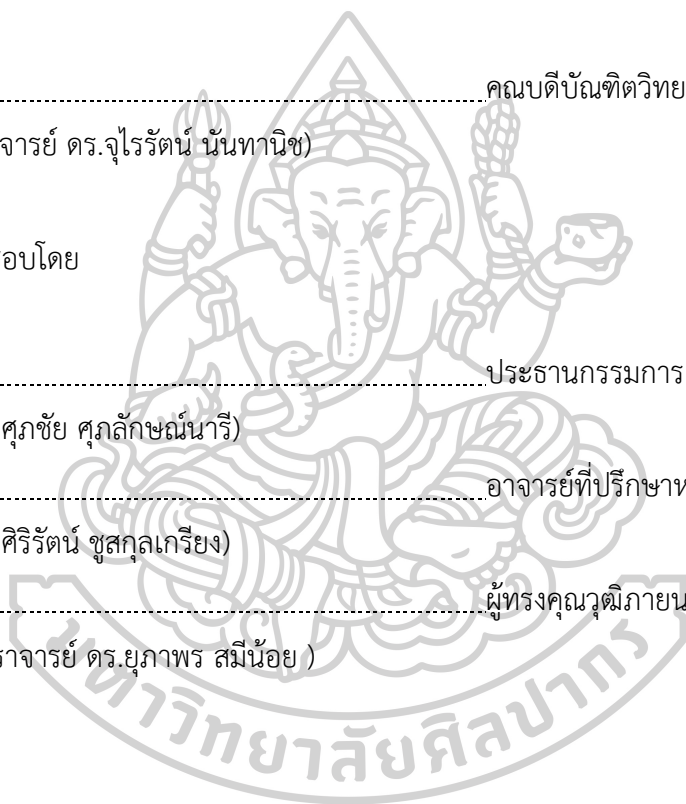 คณบดีบัณฑิตวิทย
จารย์ ดร.จุไรรัตน์ นันทานิช)
อบโดย
ประธานกรรมการ
ศุภชัย ศุภลักษณ์นารี)
อาจารย์ที่ปรึกษาห
ศิริรัตน์ ชูสกุลเกรียง)
ผู้ทรงคุณวุฒิภายน
ราจารย์ ดร.ยุภาพร สมีน้อย )
มหาวิทยาลัยศิลปากร